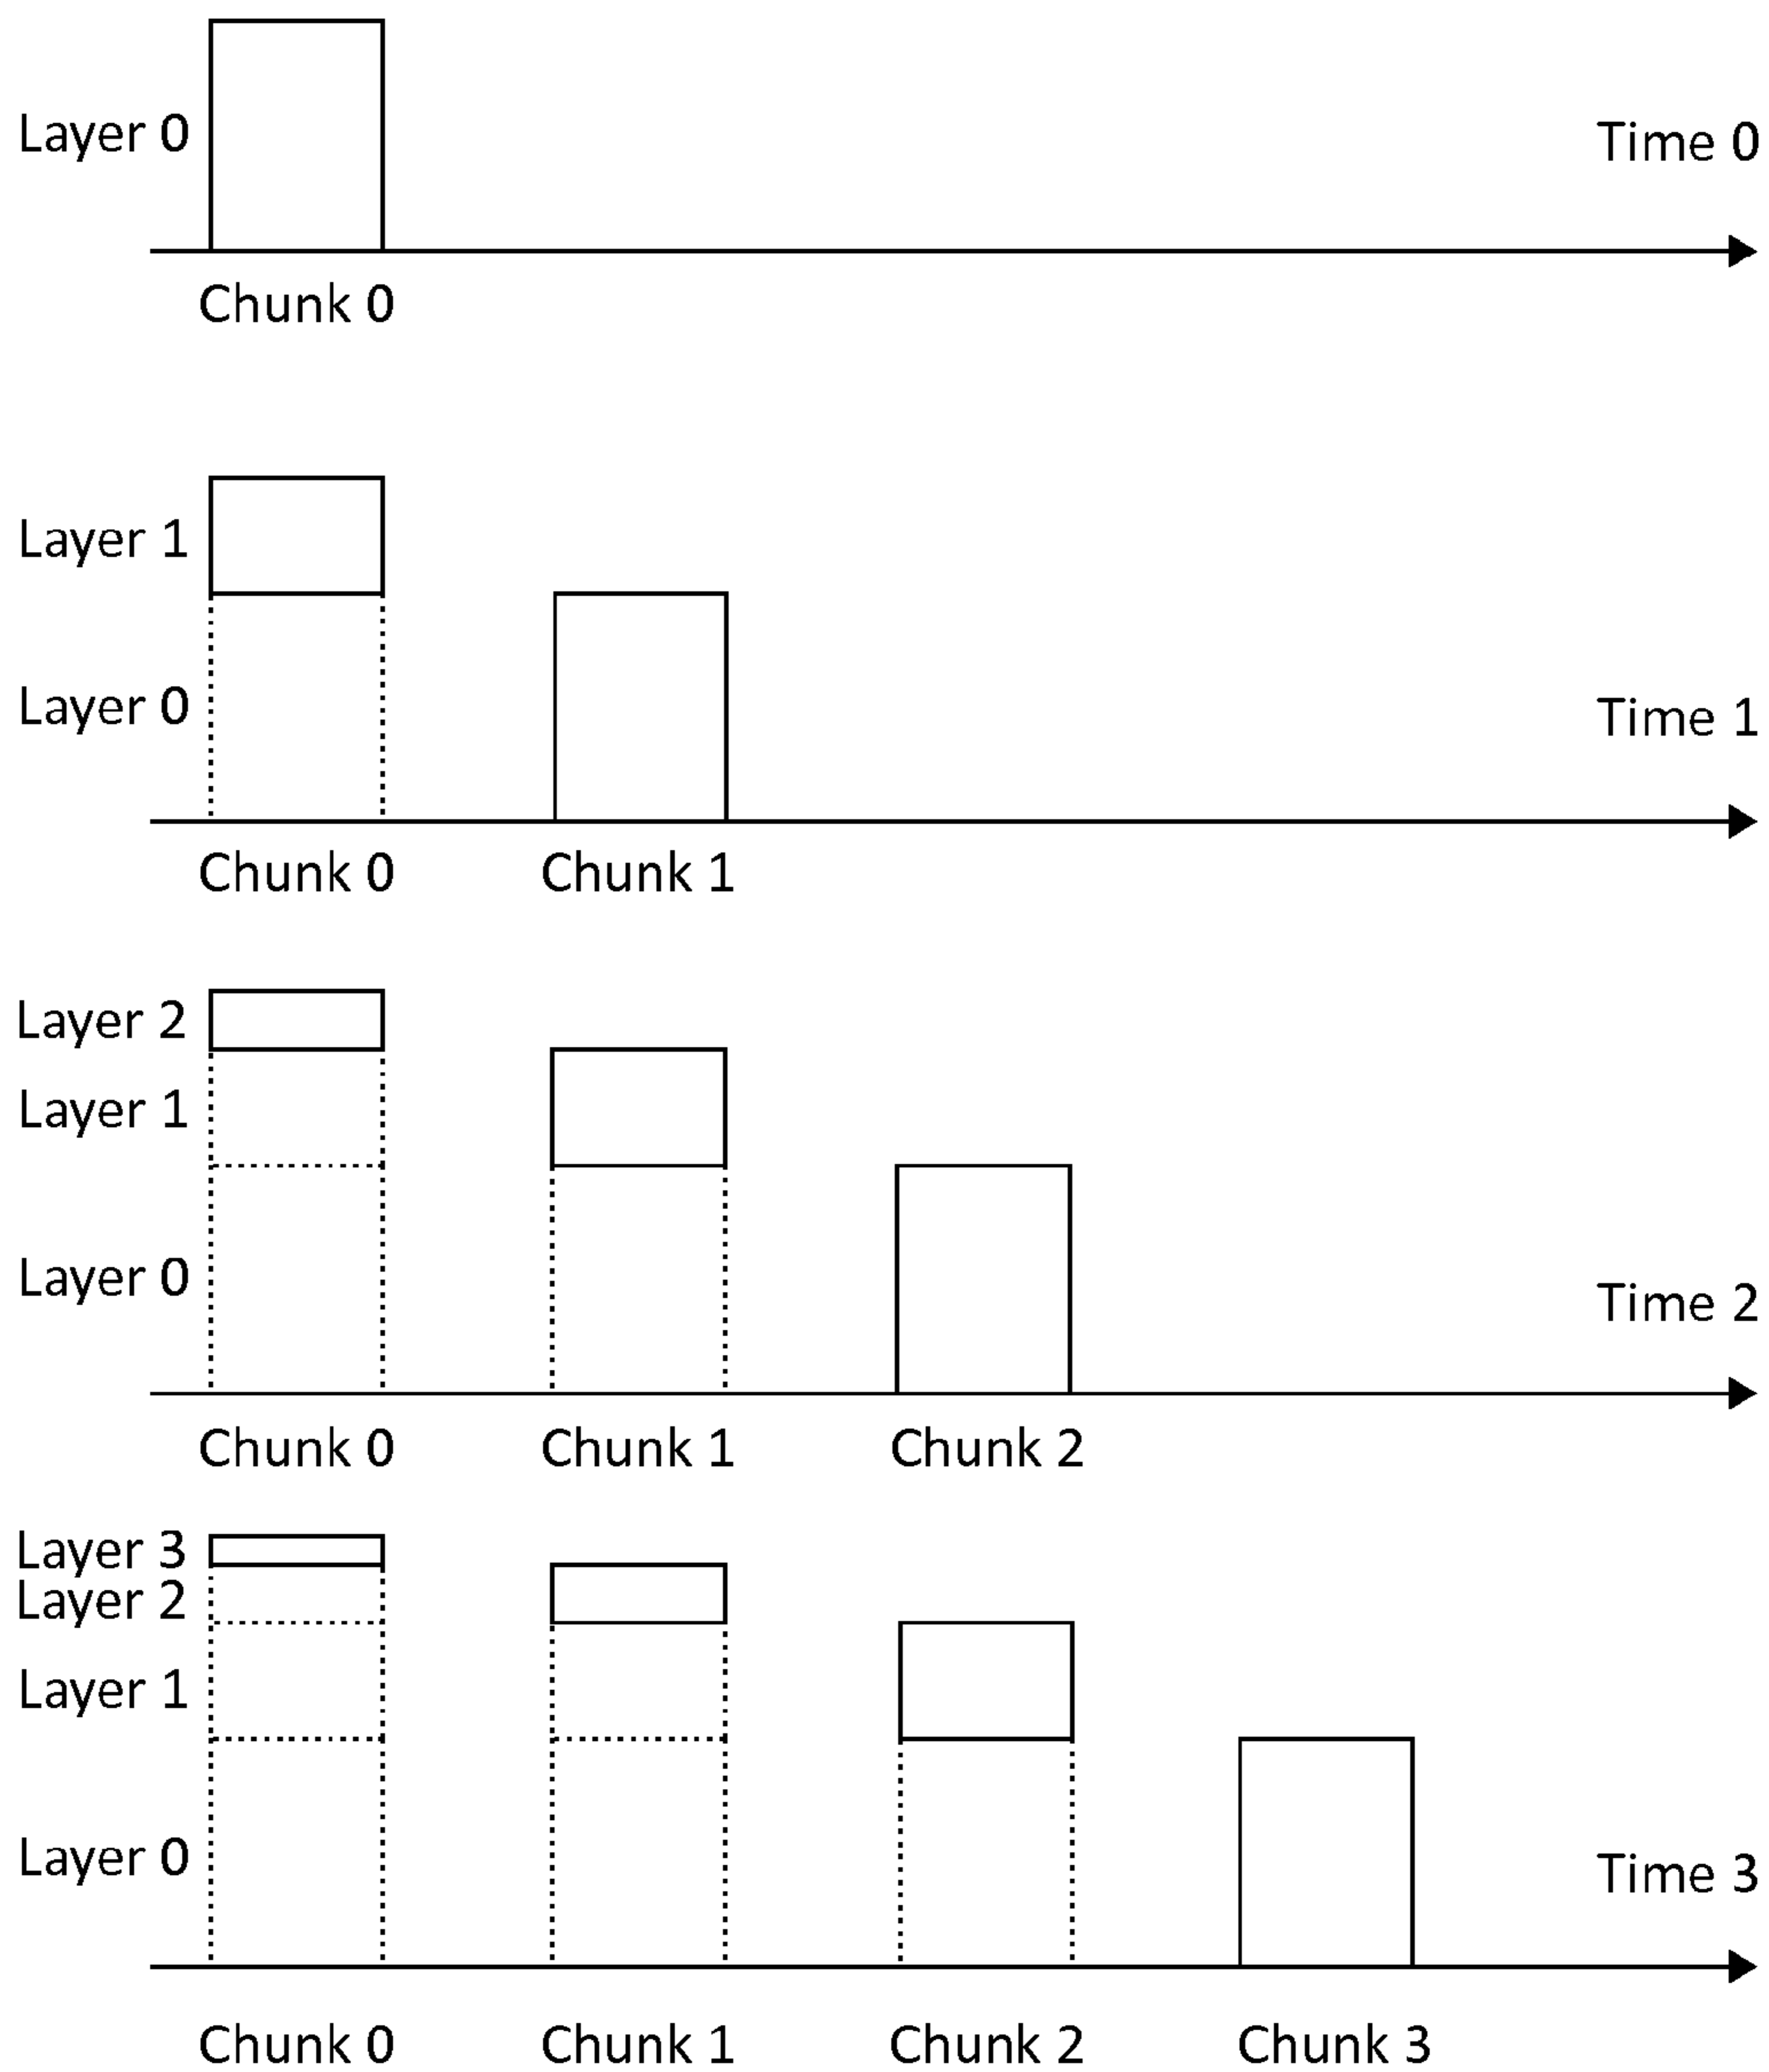 Layer 0
Time 0
Chunk 0
Layer 1
Layer 0
Time 1
Chunk 0 Chunk 1
Layer 2
Layer 1
Layer 0
Time 2
Chunk 0 Chunk 1 Chunk 2
Layer 3
Layer 2
Layer 1
Layer 0
Time 3
Chunk 0 Chunk 1 Chunk 2 Chunk 3